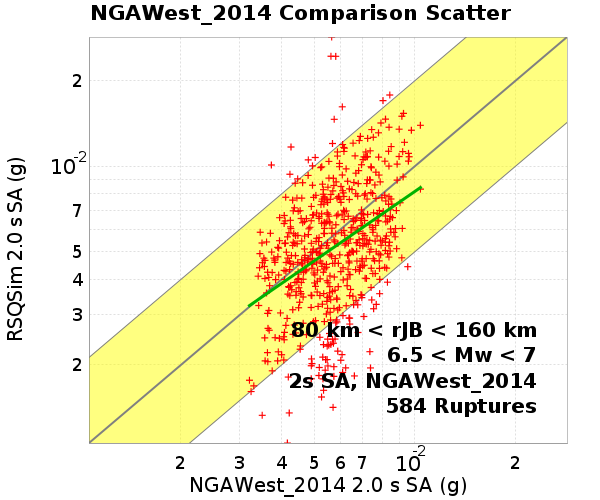 NGAWest_2014 Comparison Scatter
RSQSim 2.0 s SA (g)
2
10-2
7
5
4
3
2
80 km < rJB < 160 km
6.5 < Mw < 7
2s SA, NGAWest_2014
584 Ruptures
2 3 4 5 6 7 10-2 2
NGAWest_2014 2.0 s SA (g)